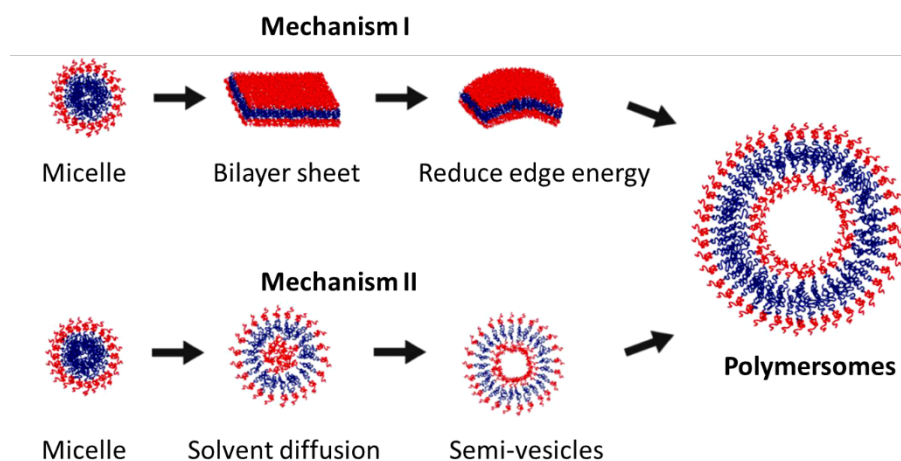 Mechanism I
Micelle
Bilayer sheet
Reduce edge energy
Mechanism II
Polymersomes
Micelle
Solvent diffusion
Semi-vesicles